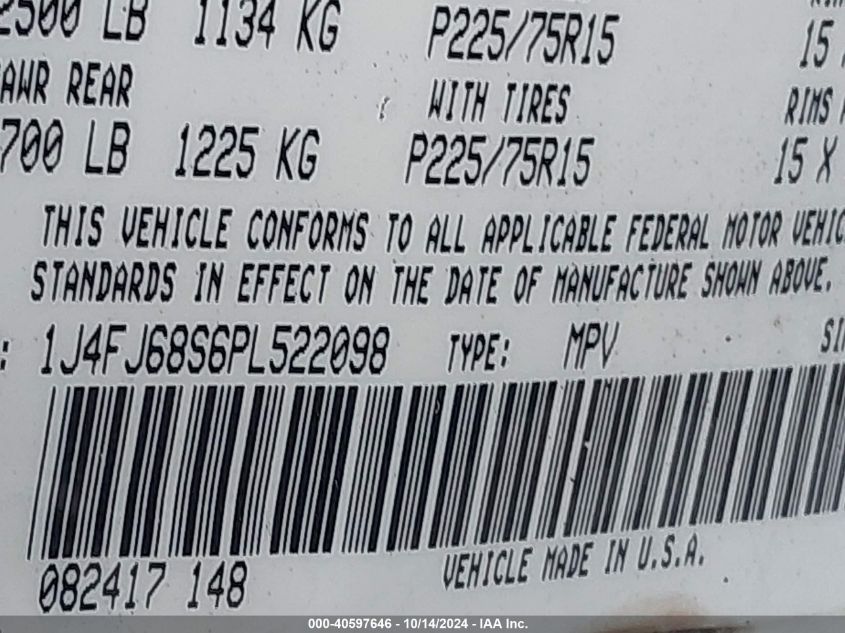 2500 LB 1134 KG P225/75R15 15
GAWR REAR WITH TIRES RIMS
700 LB 1225 KG P225/75R15 15 X
THIS VEHICLE CONFORMS TO ALL APPLICABLE FEDERAL MOTOR VEHIC
STANDARDS IN EFFECT ON THE DATE OF MANUFACTURE SHOWN ABOVE.
: 1J4FJ68S6PL522098 TYPE: MPV
VEHICLE MADE IN U.S.A.
082417 148
000-40597646 - 10/14/2024 - IAA Inc.